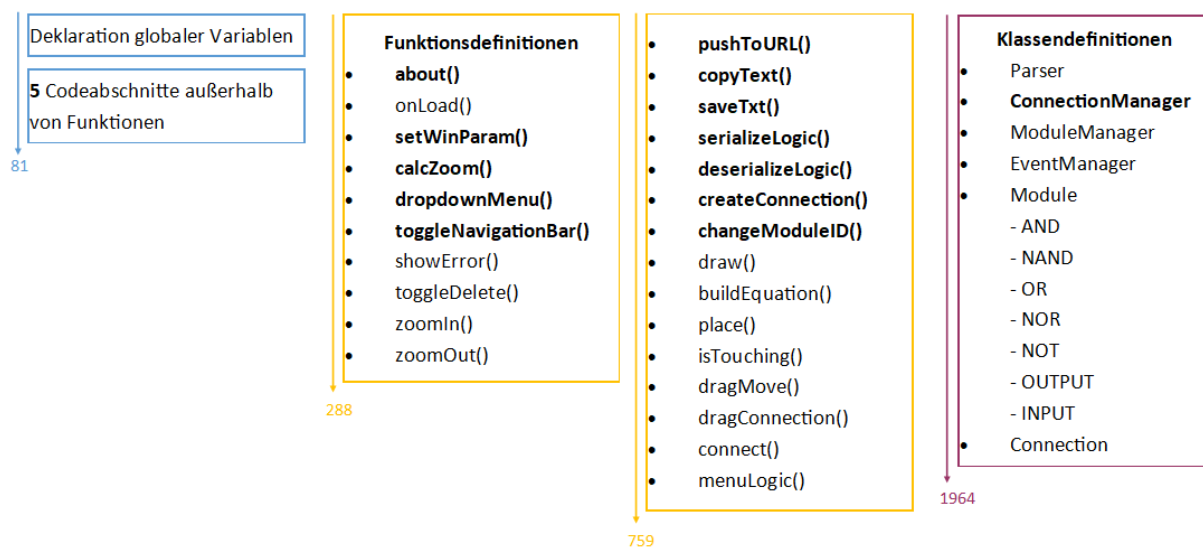 Deklaration globaler Variablen
5 Codeabschnitte außerhalb
von Funktionen
81
Funktionsdefinitionen
• about()
• onLoad()
• setWinParam()
• calcZoom()
• dropdownMenu()
• toggleNavigationBar()
• showError()
• toggleDelete()
• zoomIn()
• zoomOut()
288
• pushToURL()
• copyText()
• saveTxt()
• serializeLogic()
• deserializeLogic()
• createConnection()
• changeModuleID()
• draw()
• buildEquation()
• place()
• isTouching()
• dragMove()
• dragConnection()
• connect()
• menuLogic()
759
Klassendefinitionen
• Parser
• ConnectionManager
• ModuleManager
• EventManager
• Module
- AND
- NAND
- OR
- NOR
- NOT
- OUTPUT
- INPUT
• Connection
1964